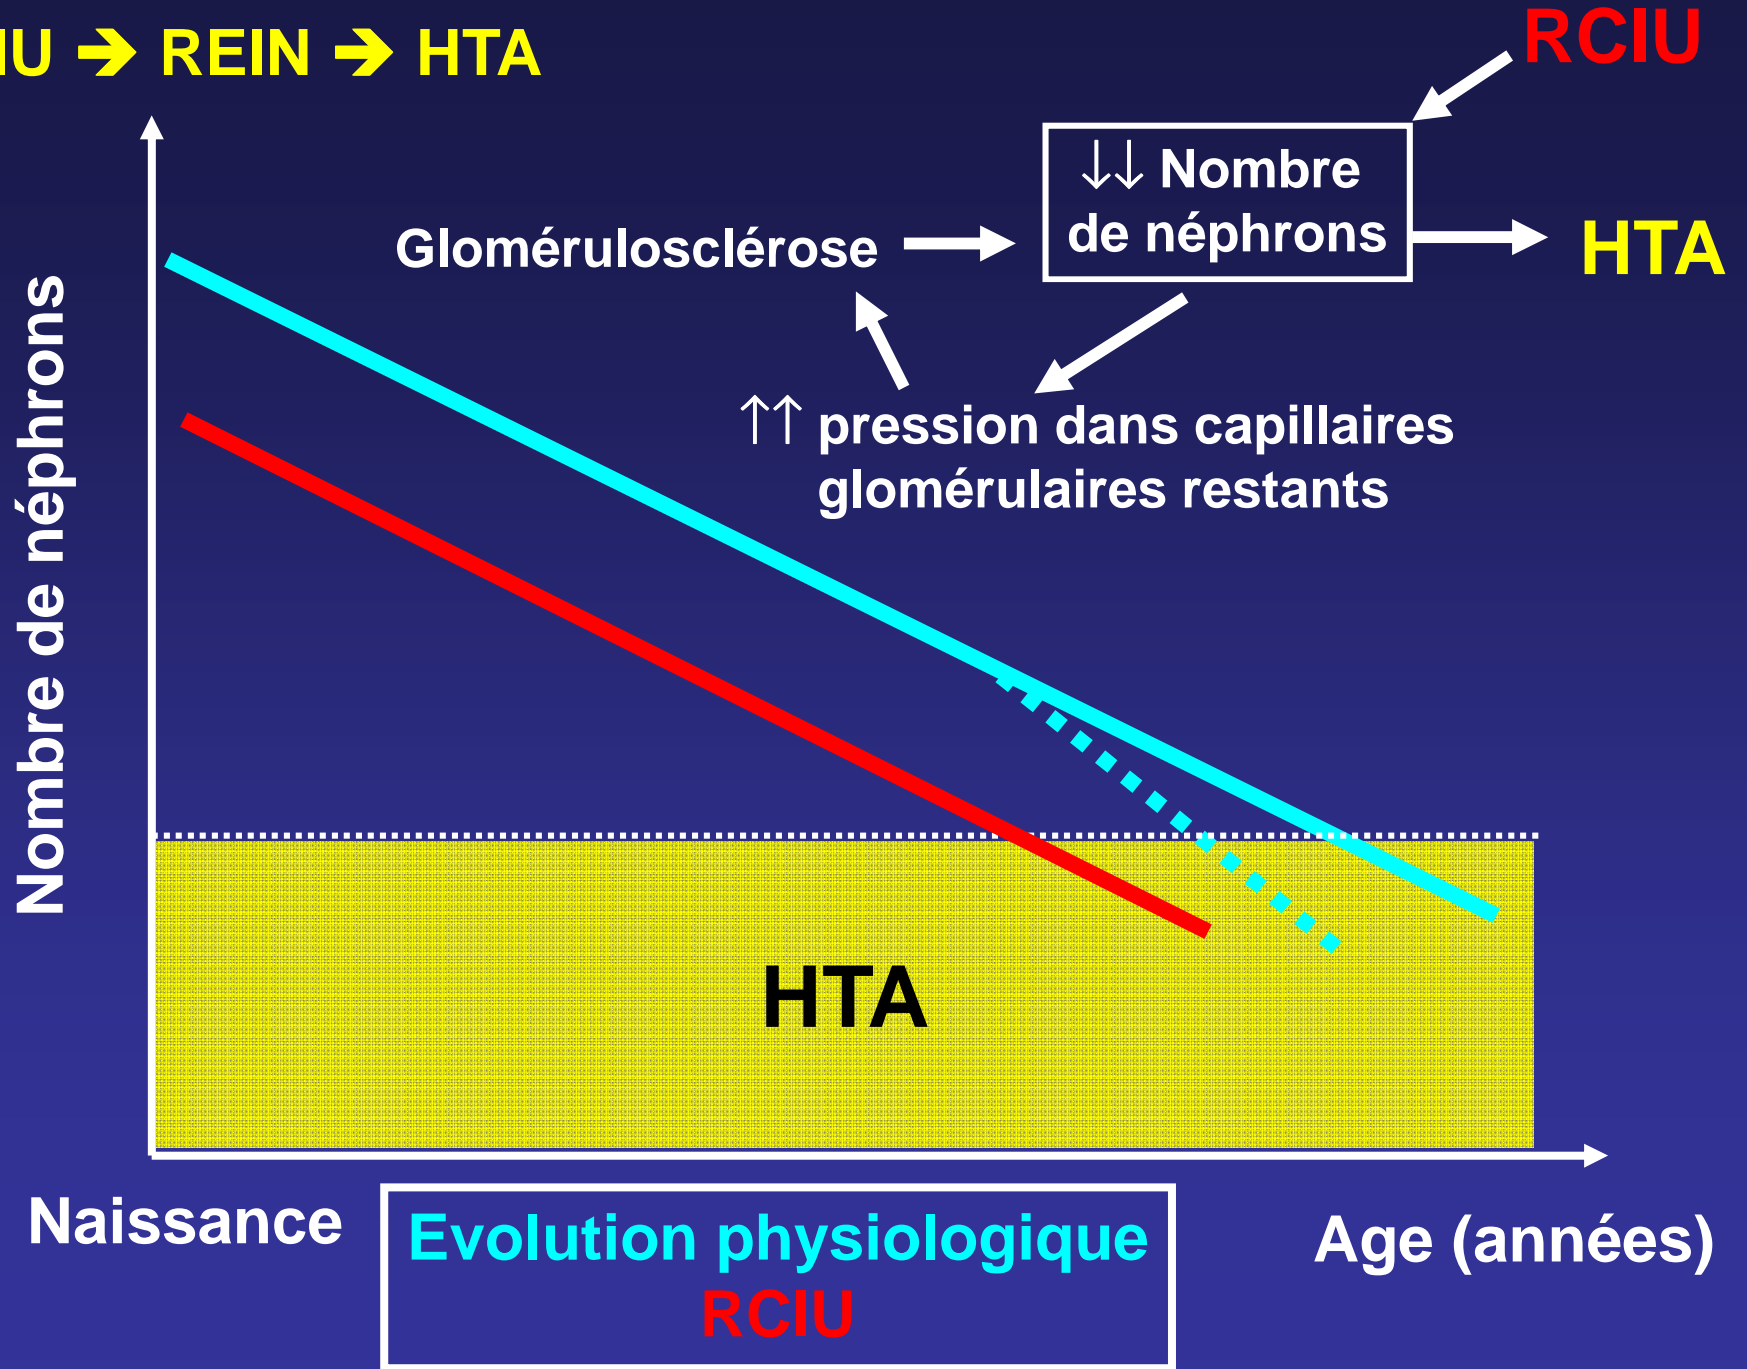 IU ➔ REIN ➔ HTA
RCIU
↓↓ Nombre
de néphrons
Glomérulosclérose
HTA
↑↑ pression dans capillaires
glomérulaires restants
Nombre de néphrons
HTA
Naissance
Evolution physiologique
RCIU
Age (années)